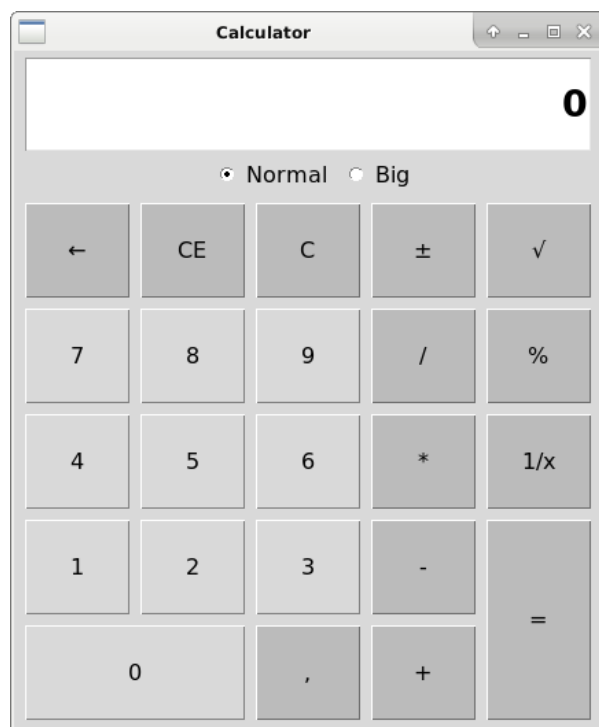 Calculator
0
Normal Big
← CE C ± √
7 8 9 / %
4 5 6 * 1/x
1 2 3 - =
0 , +